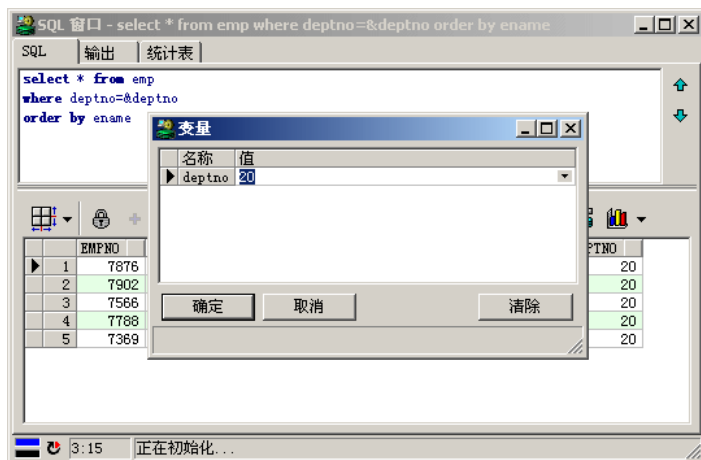 SQL 窗口 - select * from emp where deptno=&deptno order by ename
SQL 输出 统计表
select * from emp
where deptno=&deptno
order by ename
变量
名称 值
deptno 20
确定 取消 清除
EMPNO PTNO
1 7876 20
2 7902 20
3 7566 20
4 7788 20
5 7369 20
3:15 正在初始化...